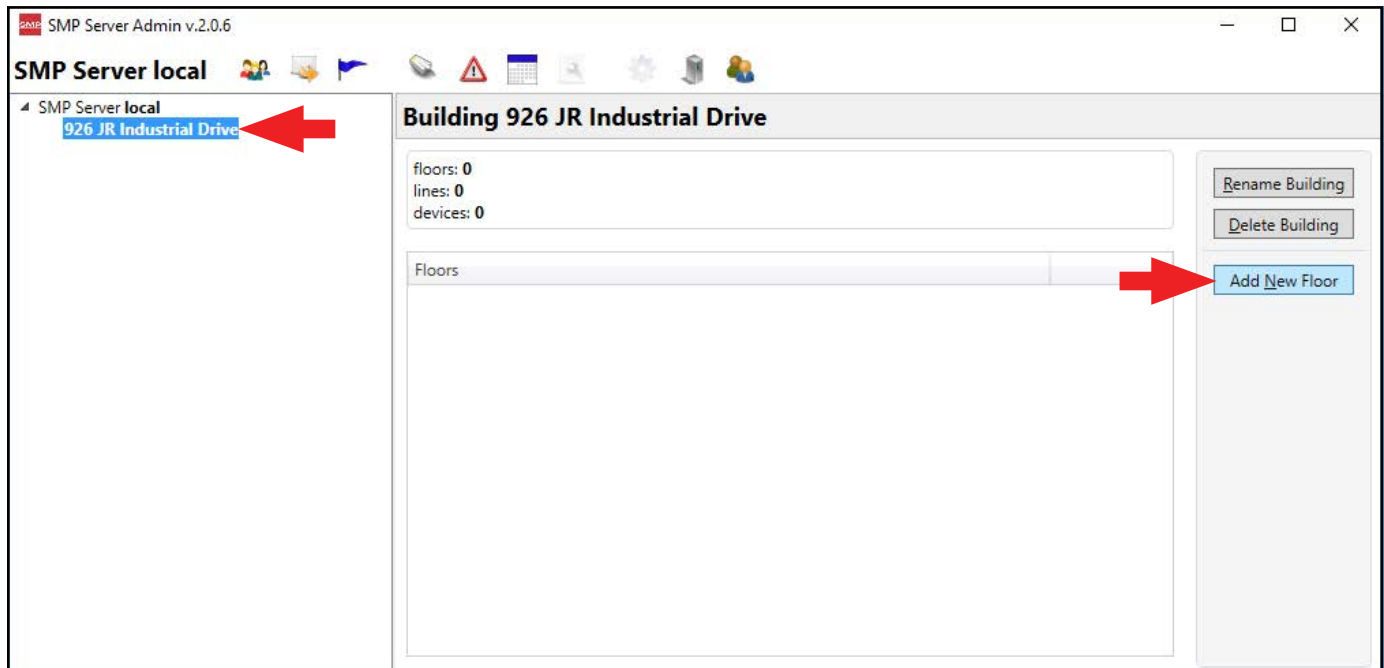 SMP SMP Server Admin v.2.0.6
SMP Server local
SMP Server local
926 JR Industrial Drive
Building 926 JR Industrial Drive
floors: 0
lines: 0
devices: 0
Floors
Rename Building
Delete Building
Add New Floor